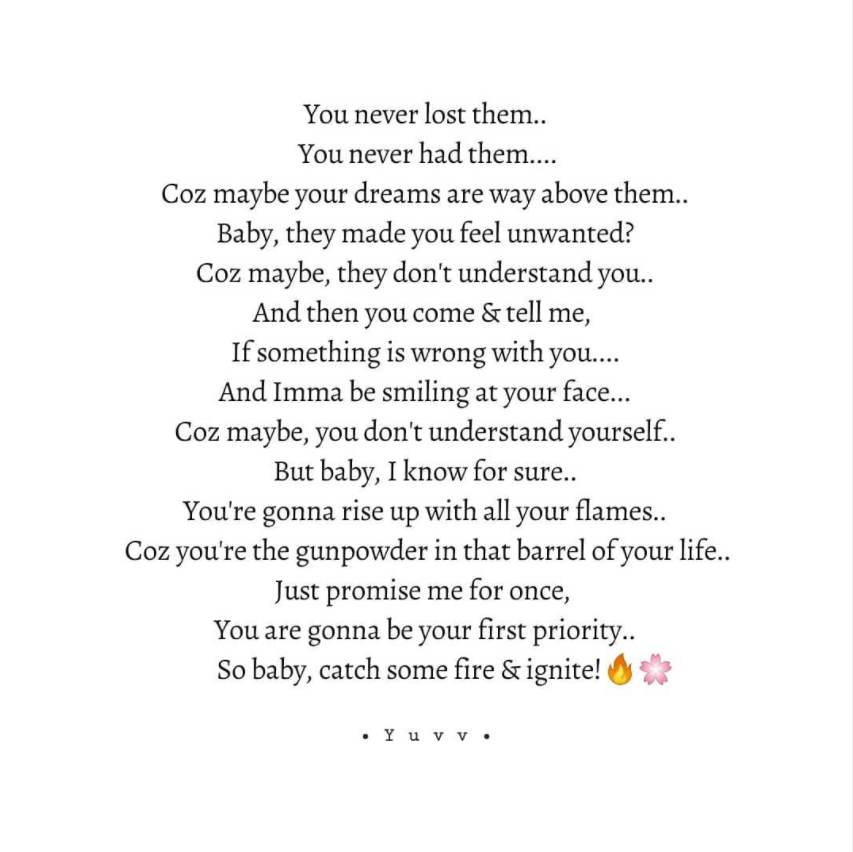 You never lost them..
You never had them....
Coz maybe your dreams are way above them..
Baby, they made you feel unwanted?
Coz maybe, they don't understand you..
And then you come & tell me,
If something is wrong with you....
And Imma be smiling at your face...
Coz maybe, you don't understand yourself..
But baby, I know for sure..
You're gonna rise up with all your flames..
Coz you're the gunpowder in that barrel of your life..
Just promise me for once,
You are gonna be your first priority..
So baby, catch some fire & ignite!🔥🌸
• Y u v v •